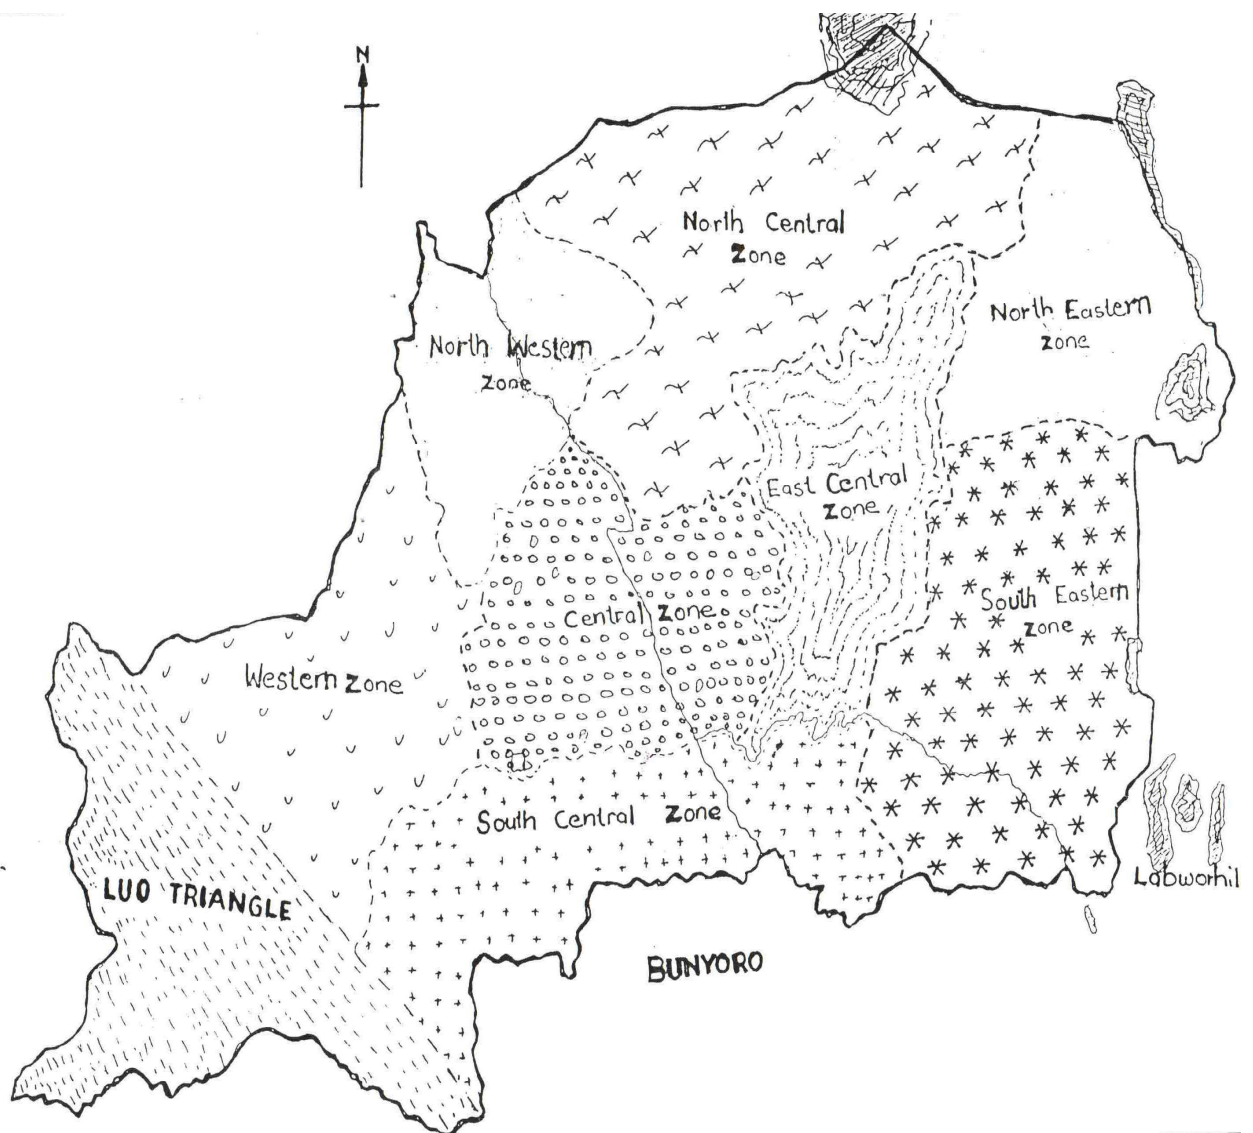 N
North Central
Zone
North Eastern
Zone
North Western
Zone
East Central
Zone
Central Zone
South Eastern
Zone
Western Zone
South Central Zone
LUO TRIANGLE
Labworhil
BUNYORO